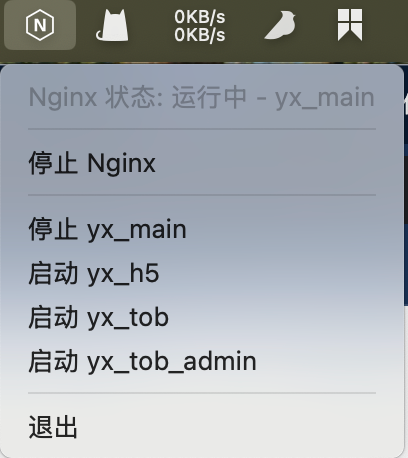 N
0KB/s
0KB/s
Nginx 状态: 运行中 - yx_main
停止 Nginx
停止 yx_main
启动 yx_h5
启动 yx_tob
启动 yx_tob_admin
退出